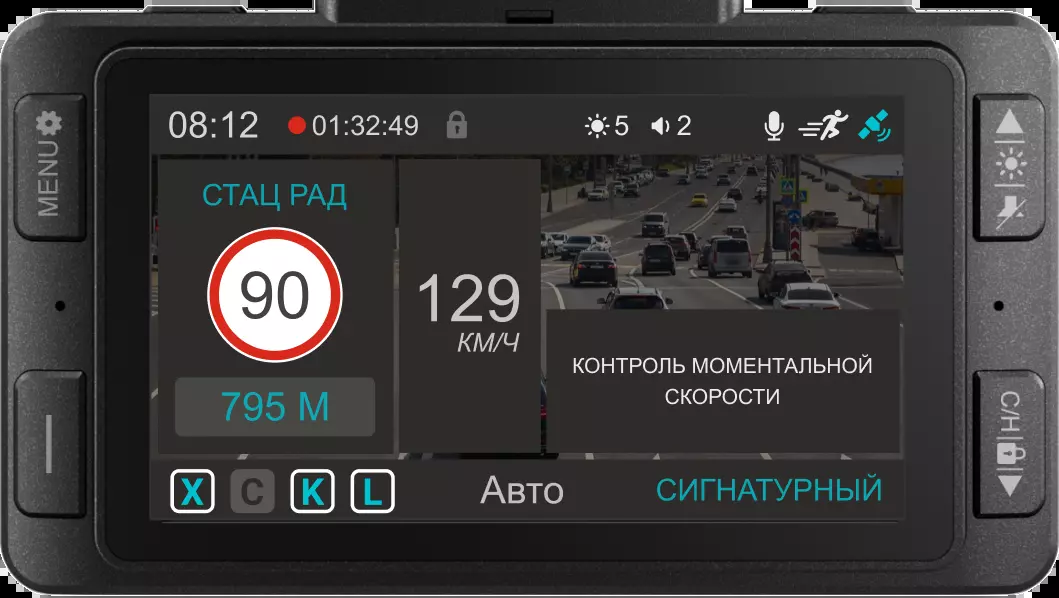 MENU
08:12 01:32:49 5 2
СТАЦ РАД
90
795 М
129
КМ/Ч
КОНТРОЛЬ МОМЕНТАЛЬНОЙ
СКОРОСТИ
X C K L Авто СИГНАТУРНЫЙ
C/H